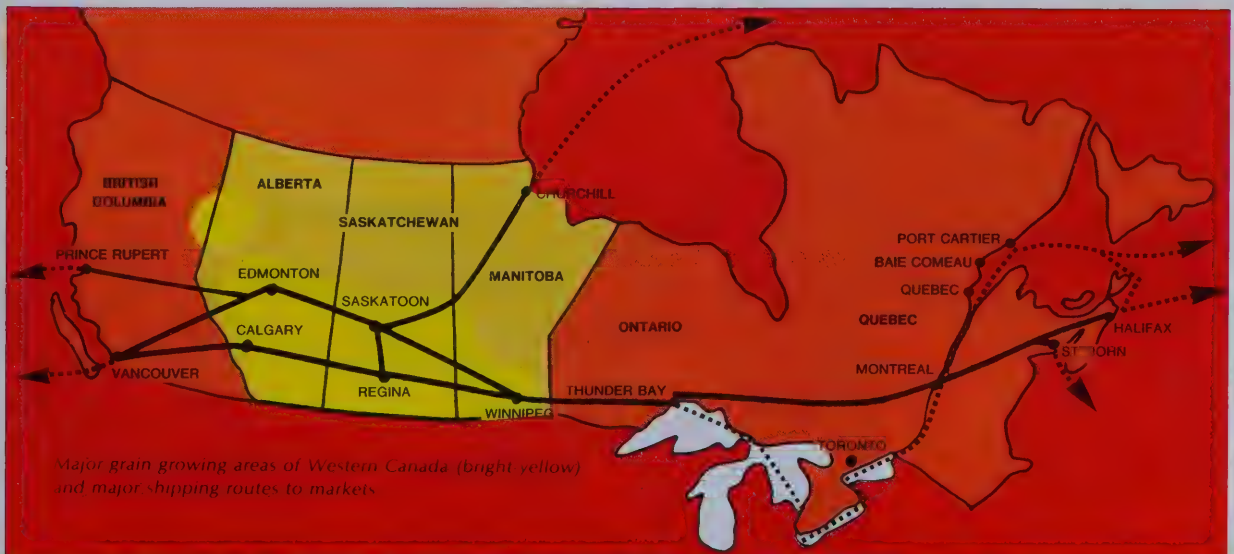 BRITISH
COLUMBIA
ALBERTA
SASKATCHEWAN
CHURCHILL
MANITOBA
PRINCE RUPERT
EDMONTON
SASKATOON
CALGARY
VANCOUVER
REGINA
WINNIPEG
ONTARIO
THUNDER BAY
PORT CARTIER
BAIE COMEAU
QUEBEC
QUEBEC
HALIFAX
ST. JOHN
MONTREAL
TORONTO
Major grain growing areas of Western Canada (bright yellow)
and major shipping routes to markets